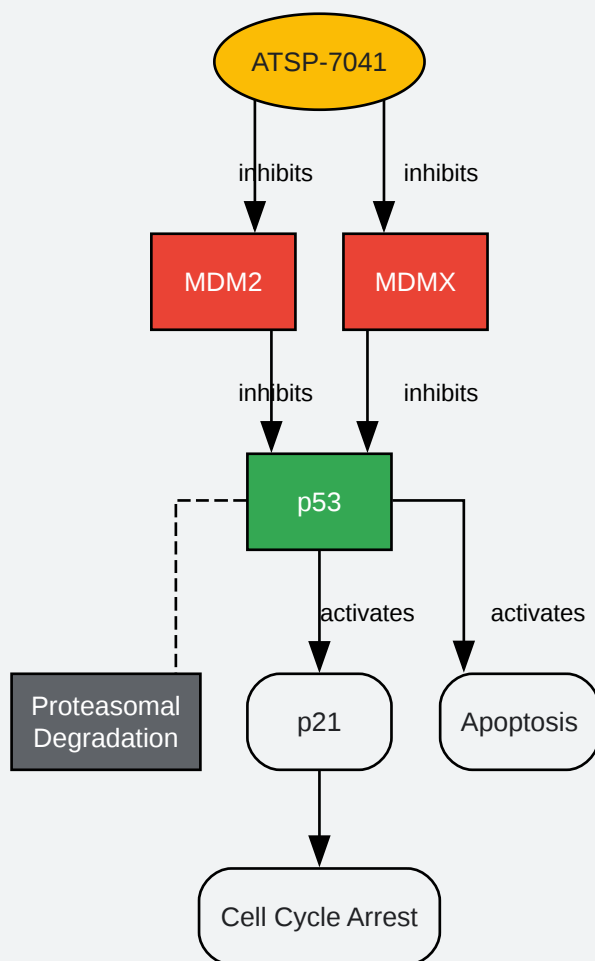 ATSP-7041
inhibits
inhibits
MDM2
MDMX
inhibits
inhibits
p53
activates
activates
Proteasomal
Degradation
p21
Apoptosis
Cell Cycle Arrest